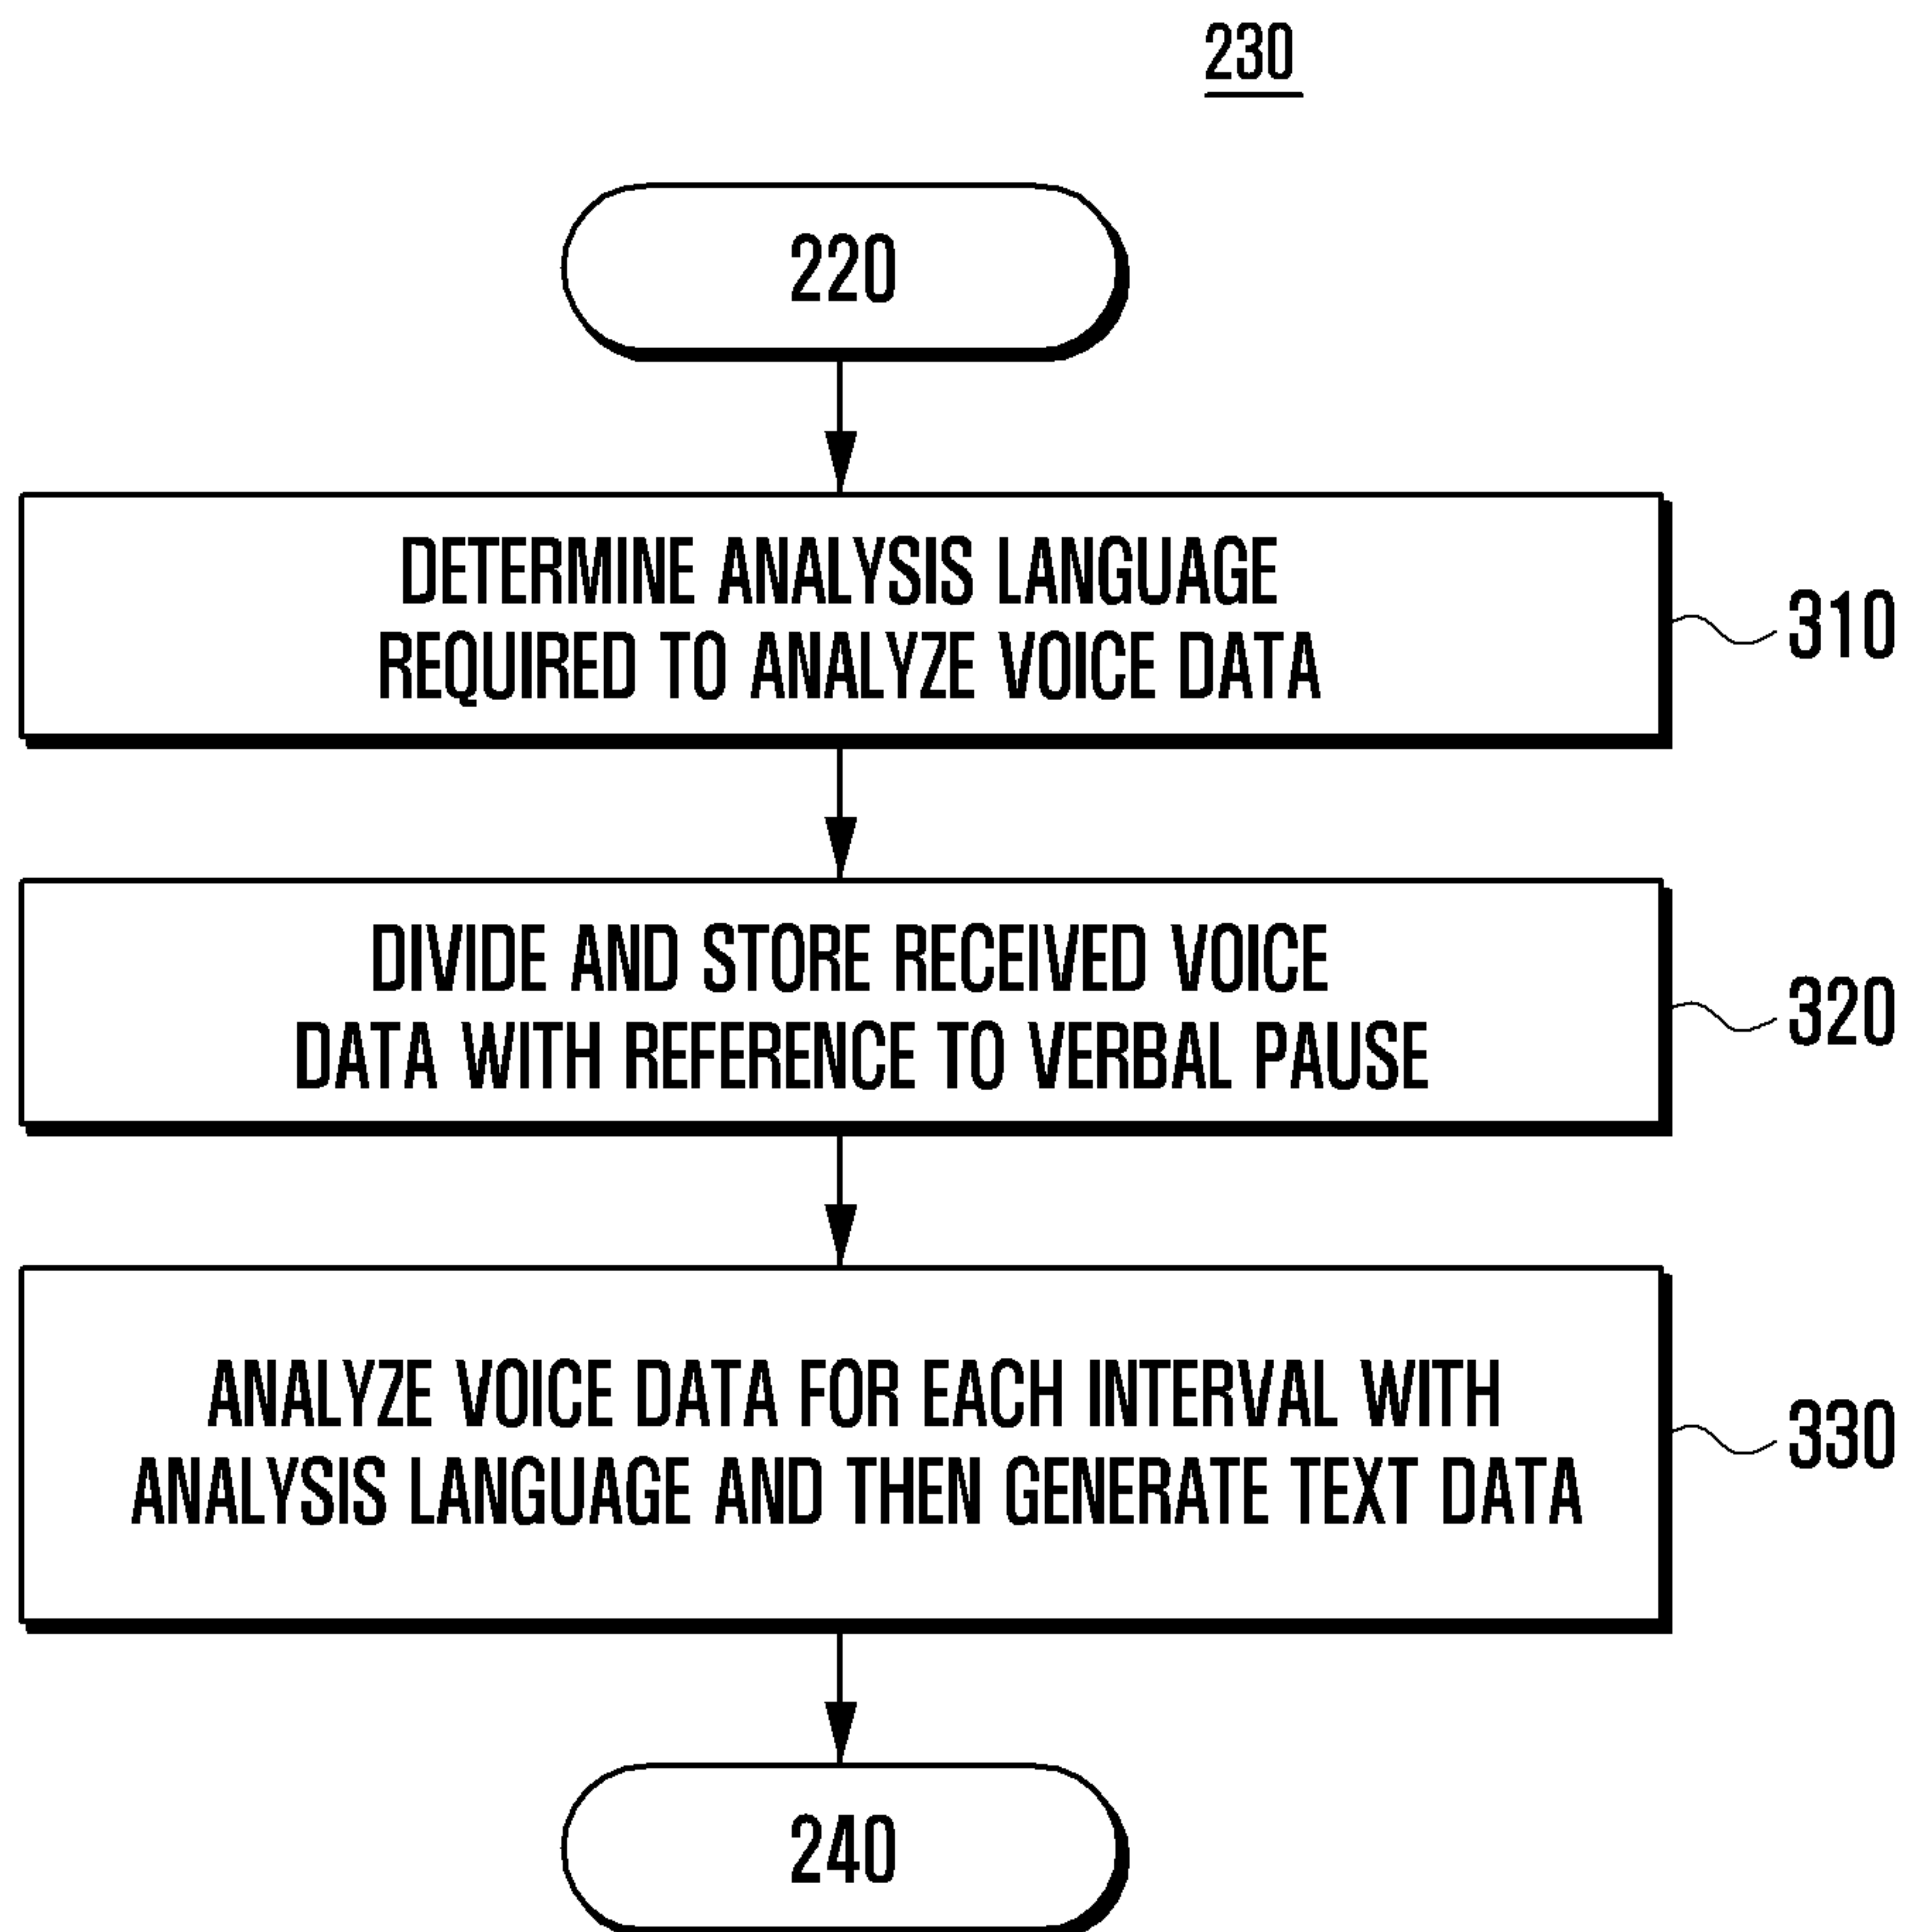 230
220
DETERMINE ANALYSIS LANGUAGE
REQUIRED TO ANALYZE VOICE DATA
310
DIVIDE AND STORE RECEIVED VOICE
DATA WITH REFERENCE TO VERBAL PAUSE
320
ANALYZE VOICE DATA FOR EACH INTERVAL WITH
ANALYSIS LANGUAGE AND THEN GENERATE TEXT DATA
330
240